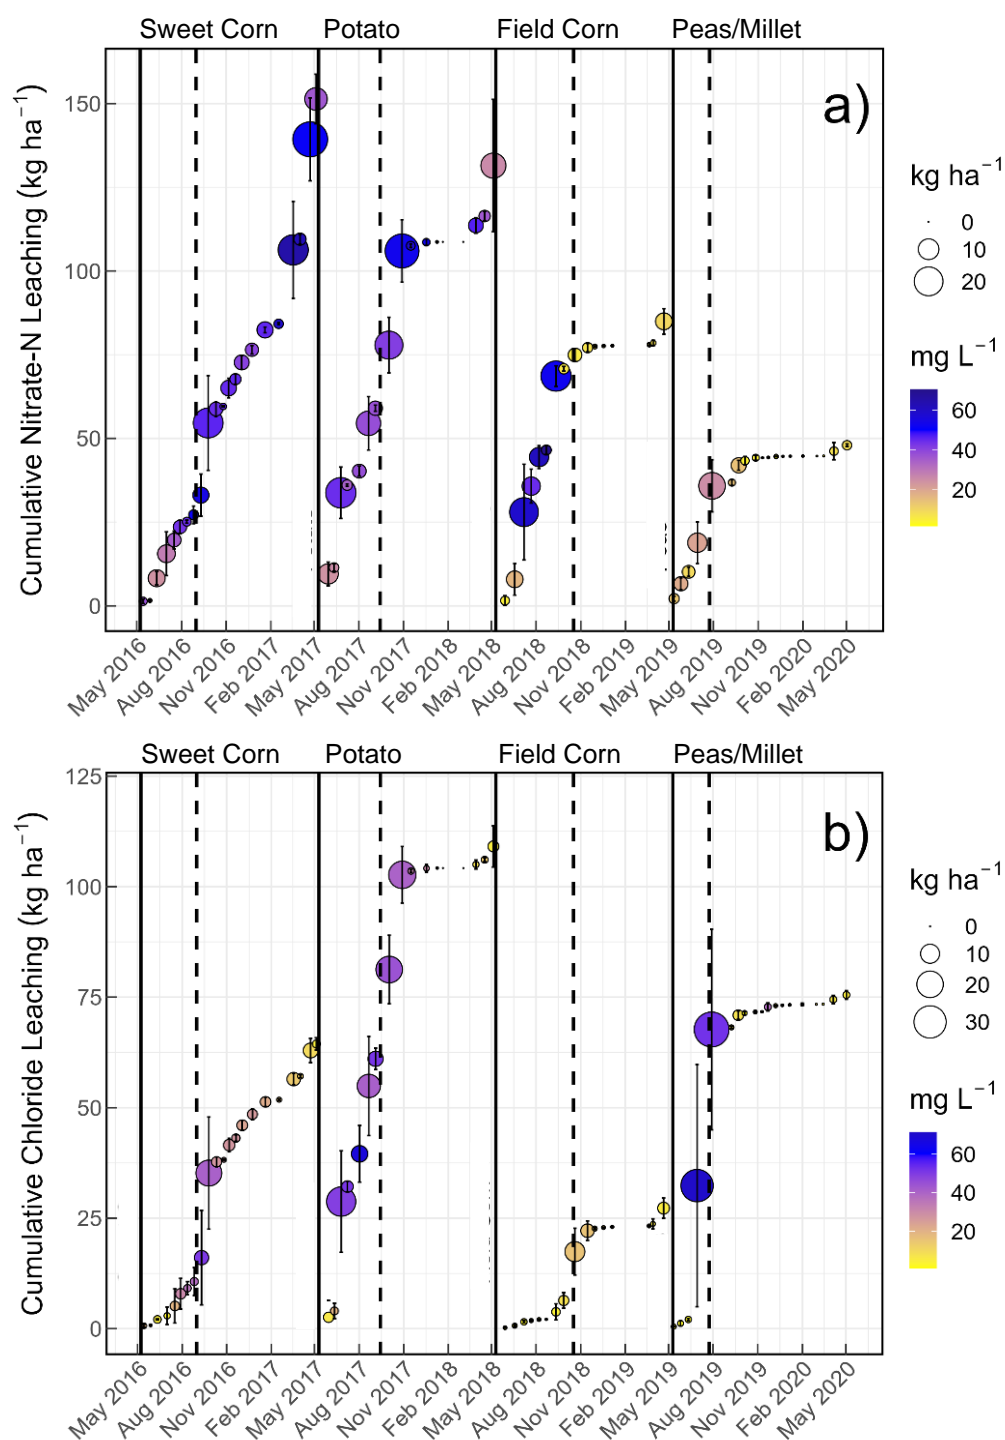 Sweet Corn Potato Field Corn Peas/Millet
a)
Cumulative Nitrate-N Leaching (kg ha⁻¹)
150
100
50
0
May 2016 Aug 2016 Nov 2016 Feb 2017 May 2017 Aug 2017 Nov 2017 Feb 2018 May 2018 Aug 2018 Nov 2018 Feb 2019 May 2019 Aug 2019 Nov 2019 Feb 2020 May 2020
kg ha⁻¹
0
10
20
mg L⁻¹
60
40
20
Sweet Corn Potato Field Corn Peas/Millet
b)
Cumulative Chloride Leaching (kg ha⁻¹)
125
100
75
50
25
0
May 2016 Aug 2016 Nov 2016 Feb 2017 May 2017 Aug 2017 Nov 2017 Feb 2018 May 2018 Aug 2018 Nov 2018 Feb 2019 May 2019 Aug 2019 Nov 2019 Feb 2020 May 2020
kg ha⁻¹
0
10
20
30
mg L⁻¹
60
40
20